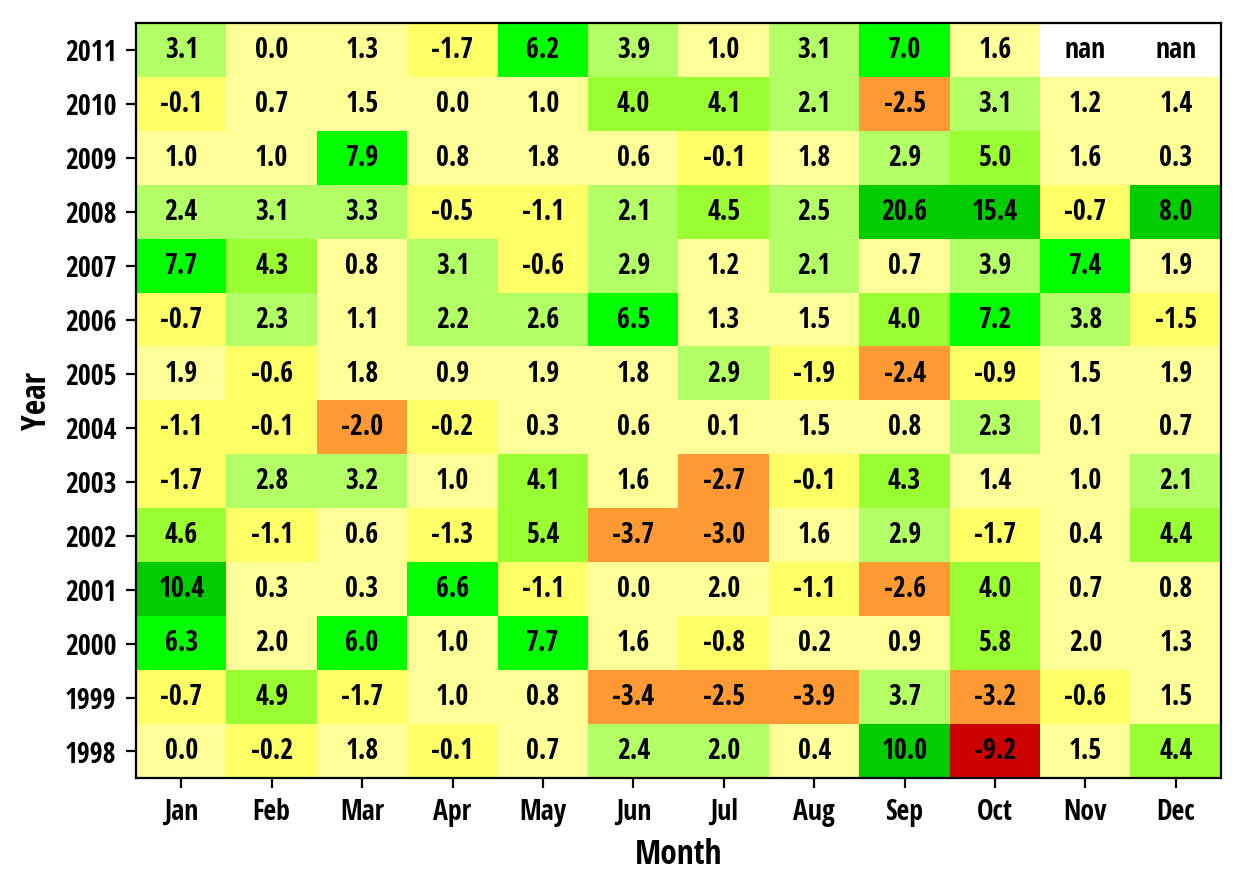 2011 3.1 0.0 1.3 -1.7 6.2 3.9 1.0 3.1 7.0 1.6 nan nan
2010 -0.1 0.7 1.5 0.0 1.0 4.0 4.1 2.1 -2.5 3.1 1.2 1.4
2009 1.0 1.0 7.9 0.8 1.8 0.6 -0.1 1.8 2.9 5.0 1.6 0.3
2008 2.4 3.1 3.3 -0.5 -1.1 2.1 4.5 2.5 20.6 15.4 -0.7 8.0
2007 7.7 4.3 0.8 3.1 -0.6 2.9 1.2 2.1 0.7 3.9 7.4 1.9
2006 -0.7 2.3 1.1 2.2 2.6 6.5 1.3 1.5 4.0 7.2 3.8 -1.5
2005 1.9 -0.6 1.8 0.9 1.9 1.8 2.9 -1.9 -2.4 -0.9 1.5 1.9
Year
2004 -1.1 -0.1 -2.0 -0.2 0.3 0.6 0.1 1.5 0.8 2.3 0.1 0.7
2003 -1.7 2.8 3.2 1.0 4.1 1.6 -2.7 -0.1 4.3 1.4 1.0 2.1
2002 4.6 -1.1 0.6 -1.3 5.4 -3.7 -3.0 1.6 2.9 -1.7 0.4 4.4
2001 10.4 0.3 0.3 6.6 -1.1 0.0 2.0 -1.1 -2.6 4.0 0.7 0.8
2000 6.3 2.0 6.0 1.0 7.7 1.6 -0.8 0.2 0.9 5.8 2.0 1.3
1999 -0.7 4.9 -1.7 1.0 0.8 -3.4 -2.5 -3.9 3.7 -3.2 -0.6 1.5
1998 0.0 -0.2 1.8 -0.1 0.7 2.4 2.0 0.4 10.0 -9.2 1.5 4.4
Jan Feb Mar Apr May Jun Jul Aug Sep Oct Nov Dec
Month